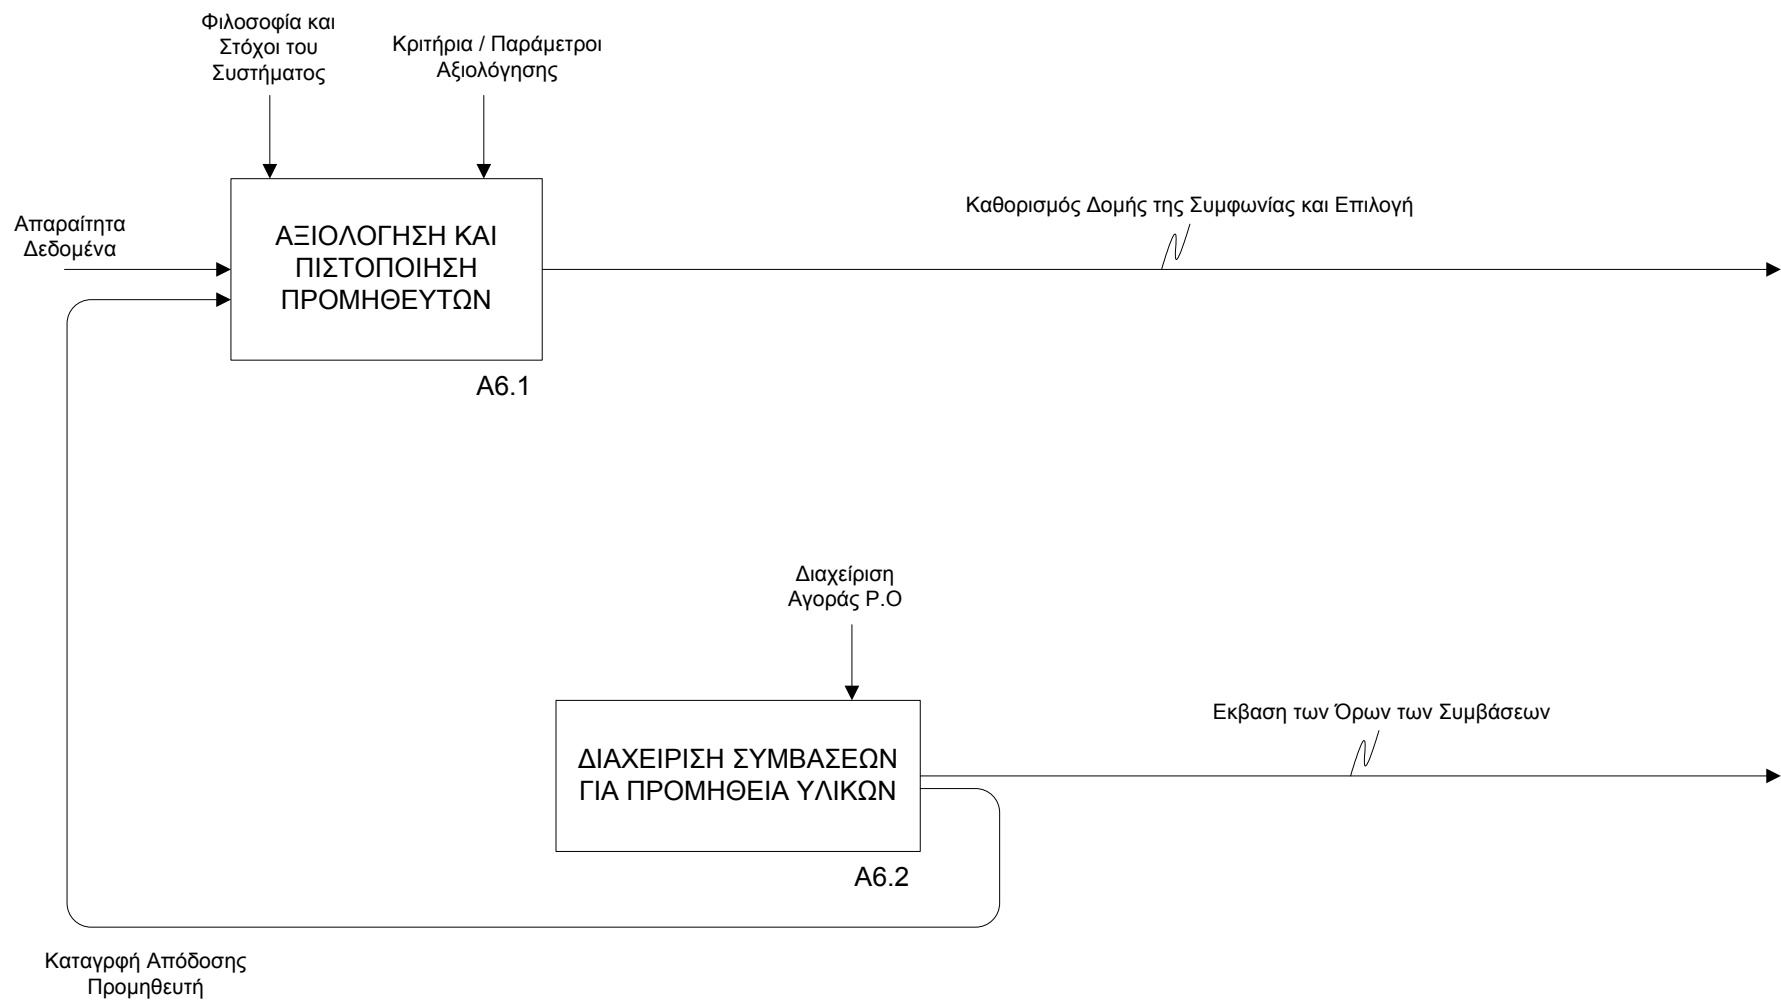 Φιλοσοφία και
Στόχοι του
Συστήματος
Κριτήρια / Παράμετροι
Αξιολόγησης
Απαραίτητα
Δεδομένα
ΑΞΙΟΛΟΓΗΣΗ ΚΑΙ
ΠΙΣΤΟΠΟΙΗΣΗ
ΠΡΟΜΗΘΕΥΤΩΝ
A6.1
Καθορισμός Δομής της Συμφωνίας και Επιλογή
Διαχείριση
Αγοράς P.O
ΔΙΑΧΕΙΡΙΣΗ ΣΥΜΒΑΣΕΩΝ
ΓΙΑ ΠΡΟΜΗΘΕΙΑ ΥΛΙΚΩΝ
A6.2
Εκβαση των Όρων των Συμβάσεων
Καταγρφή Απόδοσης
Προμηθευτή